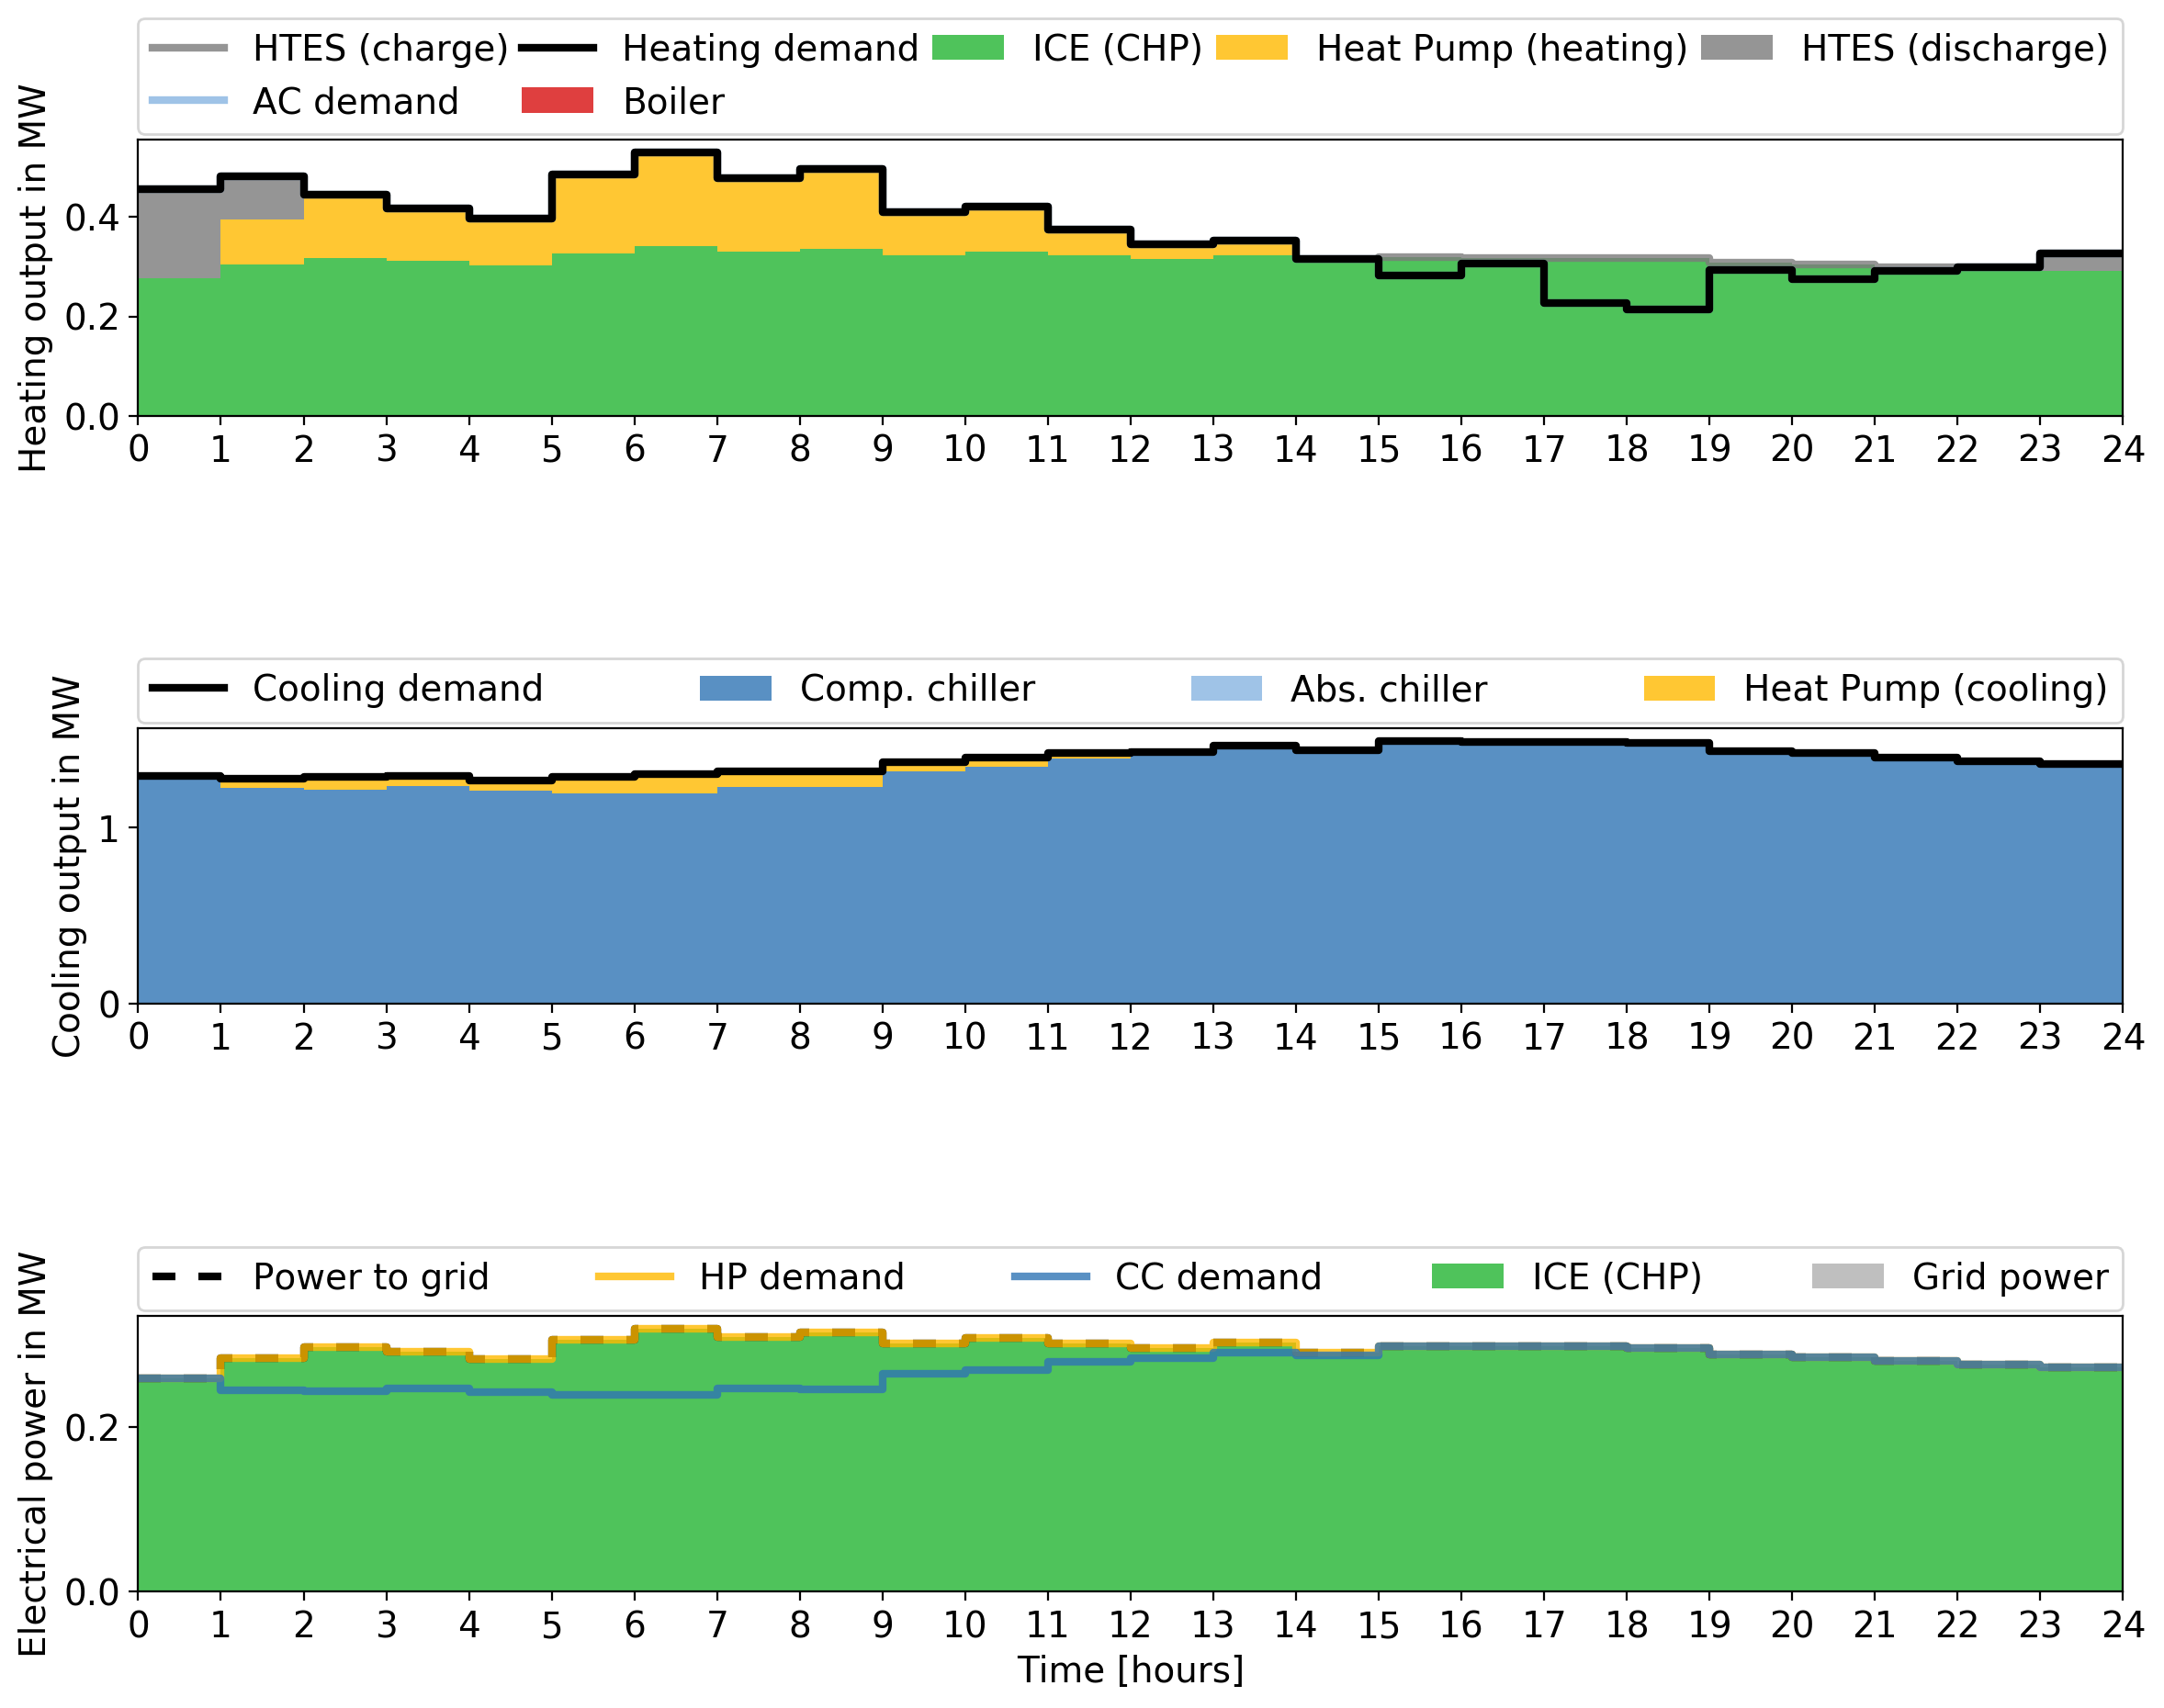 HTES (charge) Heating demand ICE (CHP) Heat Pump (heating) HTES (discharge)
AC demand Boiler
Heating output in MW
0.4
0.2
0.0
0 1 2 3 4 5 6 7 8 9 10 11 12 13 14 15 16 17 18 19 20 21 22 23 24
Cooling demand Comp. chiller Abs. chiller Heat Pump (cooling)
Cooling output in MW
1
0
0 1 2 3 4 5 6 7 8 9 10 11 12 13 14 15 16 17 18 19 20 21 22 23 24
Power to grid HP demand CC demand ICE (CHP) Grid power
Electrical power in MW
0.2
0.0
0 1 2 3 4 5 6 7 8 9 10 11 12 13 14 15 16 17 18 19 20 21 22 23 24
Time [hours]